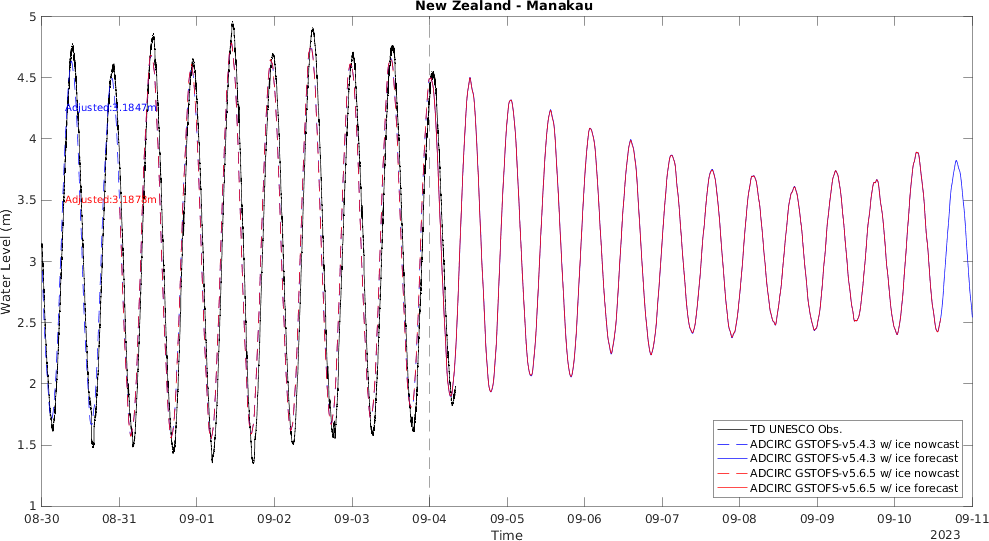 New Zealand - Manakau
Water Level (m)
5
4.5
4
3.5
3
2.5
2
1.5
1
Adjusted:3.1847m
Adjusted:3.1878m
TD UNESCO Obs.
ADCIRC GSTOFS-v5.4.3 w/ ice nowcast
ADCIRC GSTOFS-v5.4.3 w/ ice forecast
ADCIRC GSTOFS-v5.6.5 w/ ice nowcast
ADCIRC GSTOFS-v5.6.5 w/ ice forecast
08-30 08-31 09-01 09-02 09-03 09-04 09-05 09-06 09-07 09-08 09-09 09-10 09-11
Time
2023